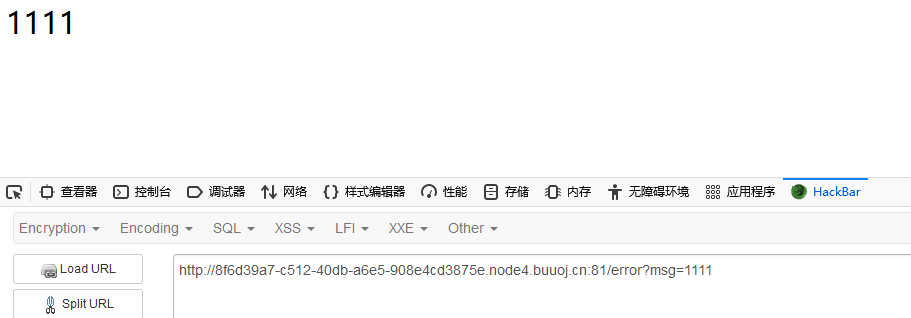 1111
查看器 控制台 调试器 网络 样式编辑器 性能 存储 内存 无障碍环境 应用程序 HackBar
Encryption Encoding SQL XSS LFI XXE Other
Load URL http://8f6d39a7-c512-40db-a6e5-908e4cd3875e.node4.buuoj.cn:81/error?msg=1111
Split URL